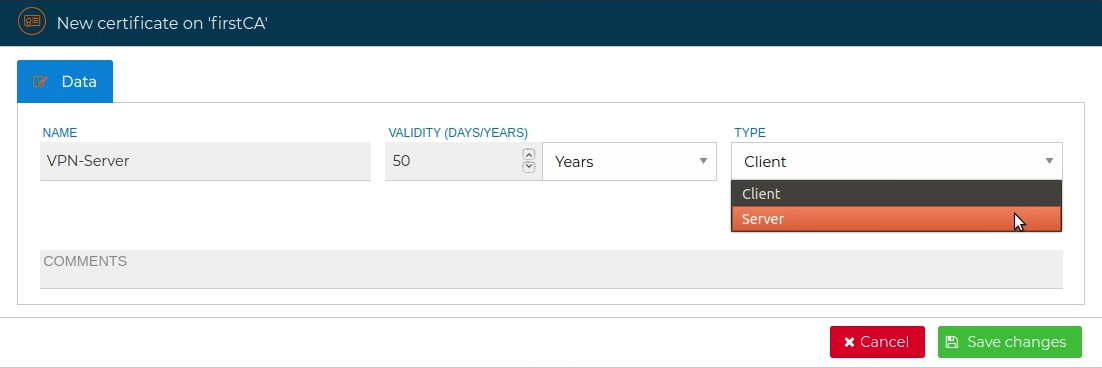 New certificate on 'firstCA'
Data
NAME VALIDITY (DAYS/YEARS) TYPE
VPN-Server 50 Years Client
Client
Server
COMMENTS
Cancel Save changes